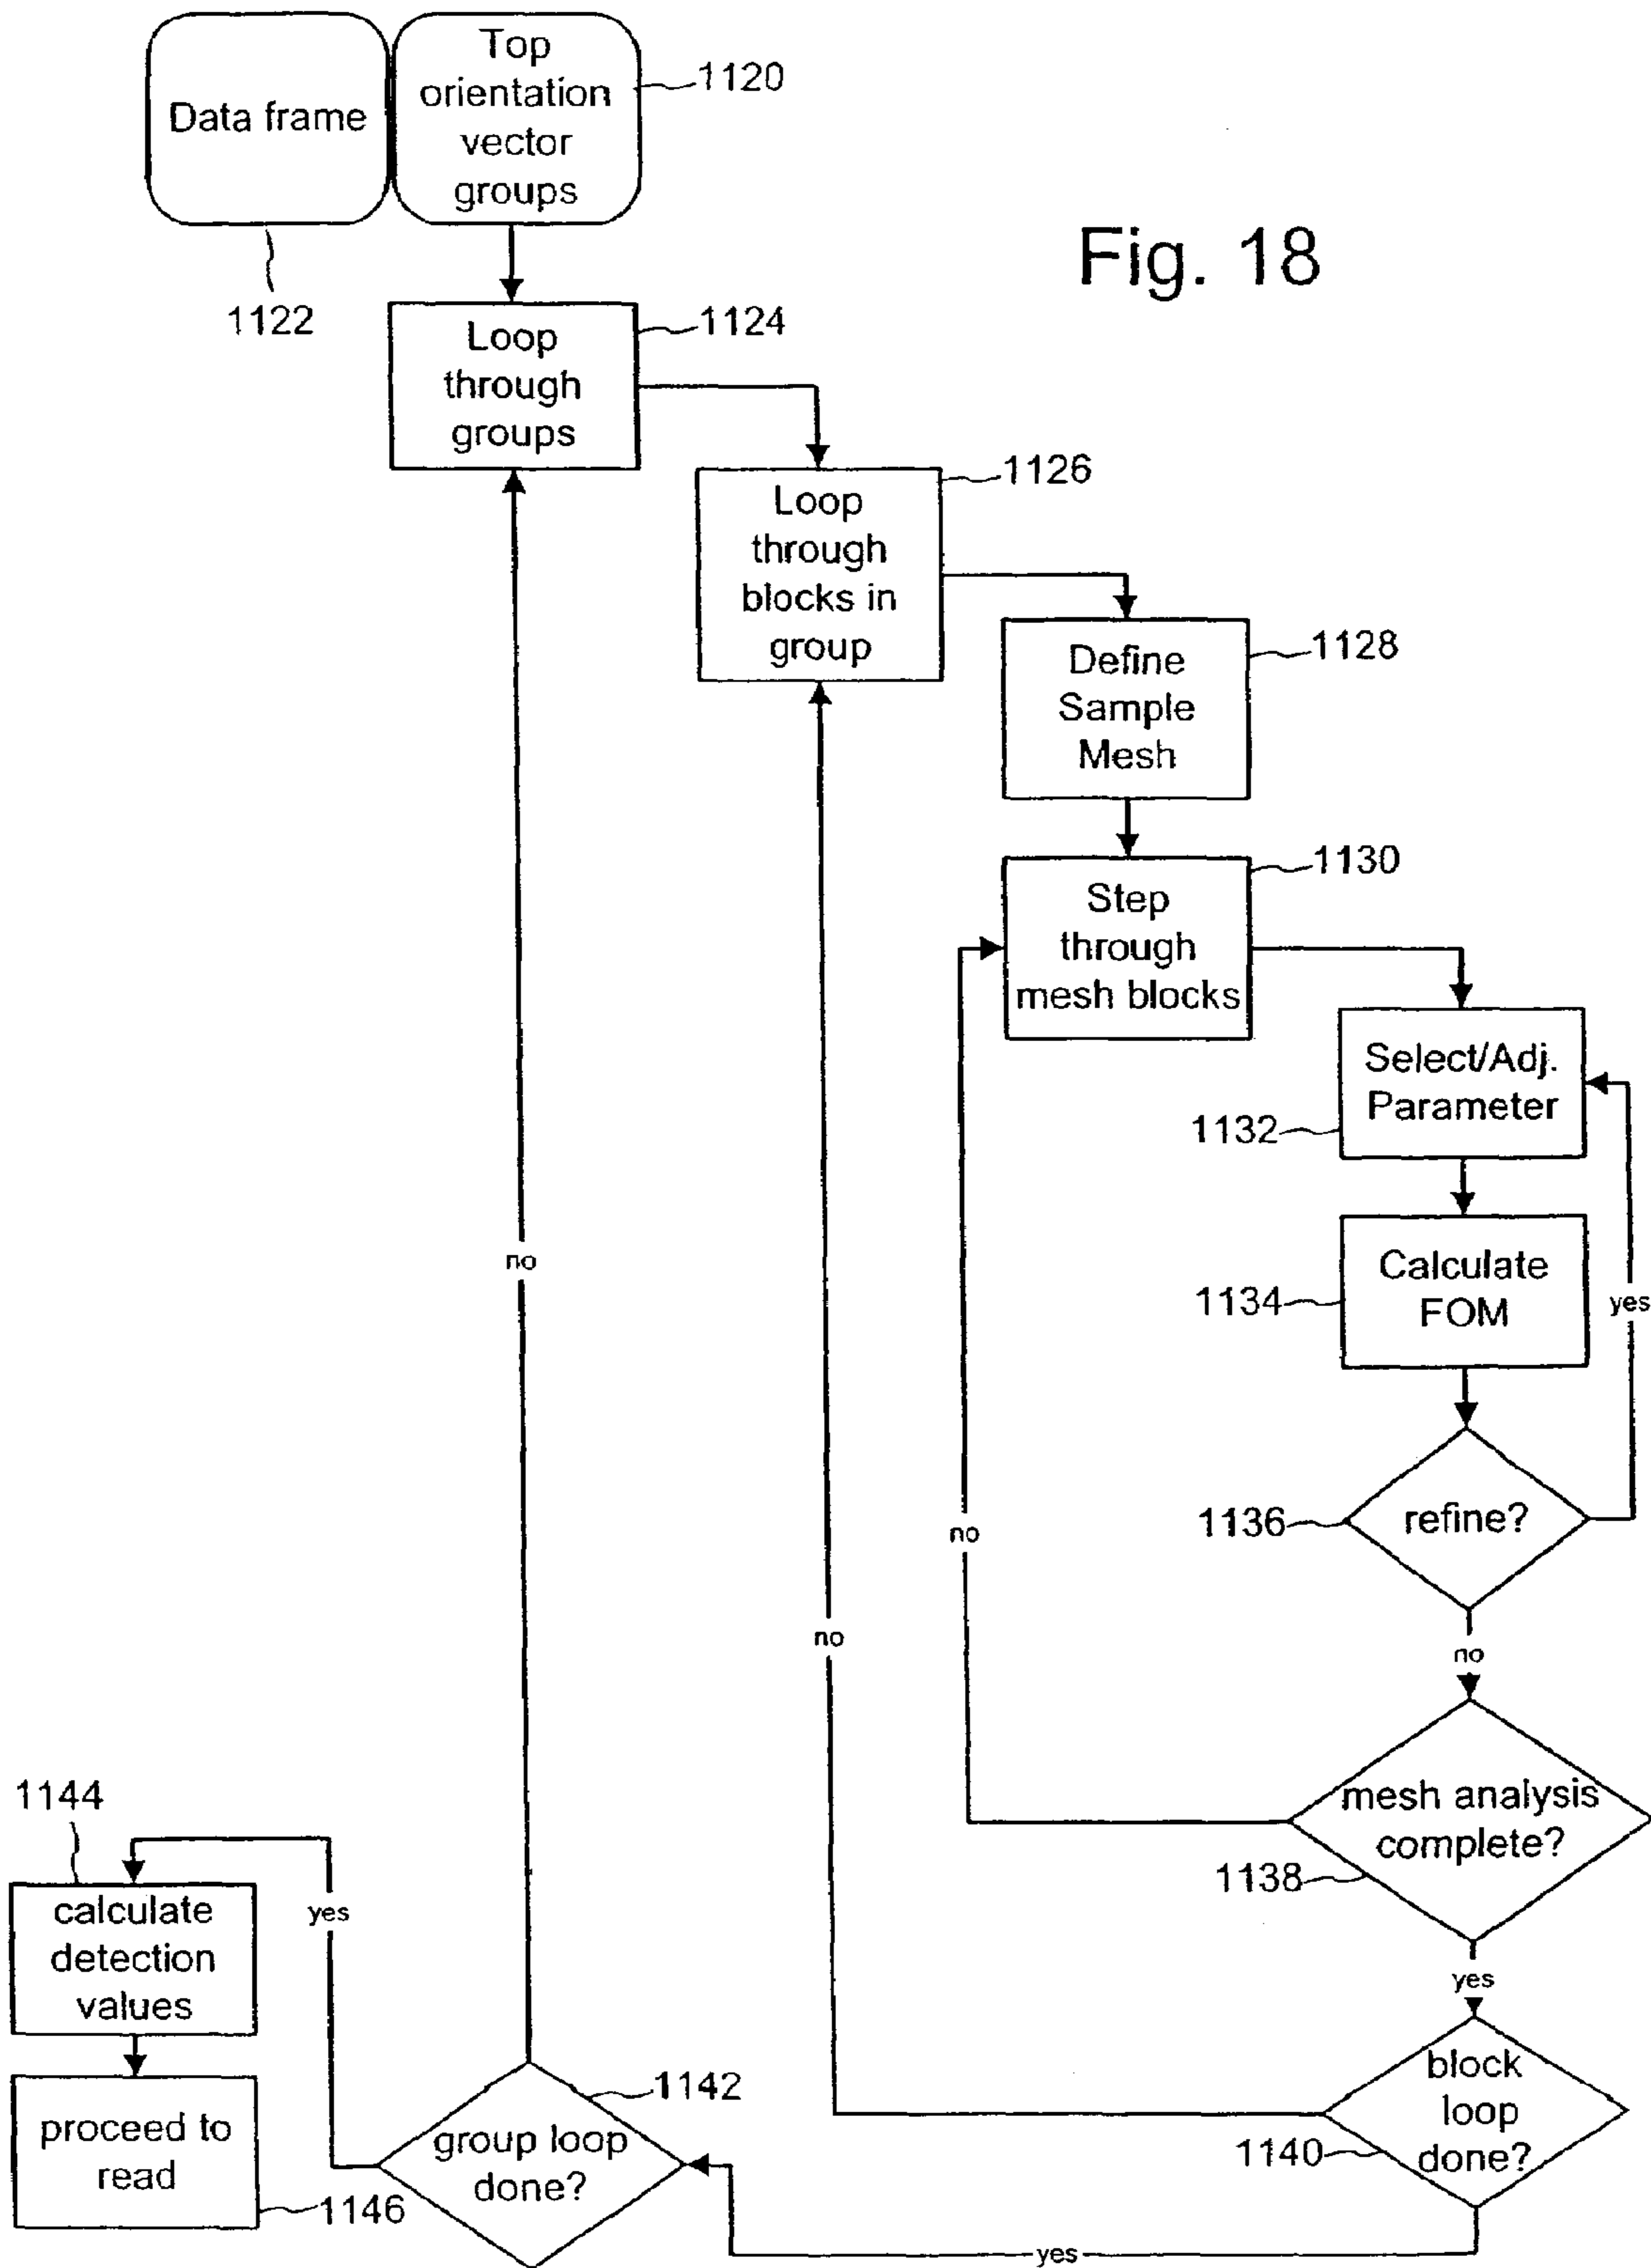 Data frame
Top
orientation
vector
groups
1120
1122
Fig. 18
Loop
through
groups
1124
Loop
through
blocks in
group
1126
Define
Sample
Mesh
1128
Step
through
mesh blocks
1130
Select/Adj.
Parameter
1132
Calculate
FOM
1134
yes
no
refine?
1136
no
no
no
mesh analysis
complete?
1138
yes
block
loop
done?
1140
1144
calculate
detection
values
yes
group loop
done?
1142
proceed to
read
1146
yes